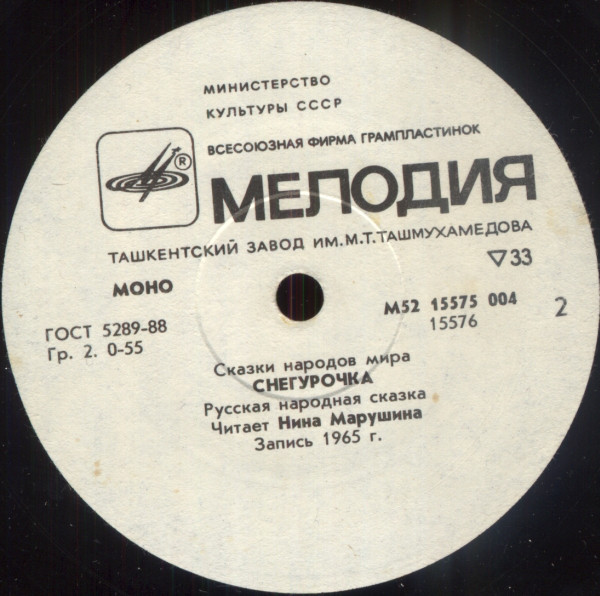 МИНИСТЕРСТВО
КУЛЬТУРЫ СССР
ВСЕСОЮЗНАЯ ФИРМА ГРАМПЛАСТИНОК
®
МЕЛОДИЯ
ТАШКЕНТСКИЙ ЗАВОД ИМ.М.Т.ТАШМУХАМЕДОВА
▽33
МОНО
М52 15575 004
2
15576
ГОСТ 5289-88
Гр. 2. 0-55
Сказки народов мира
СНЕГУРОЧКА
Русская народная сказка
Читает Нина Марушина
Запись 1965 г.